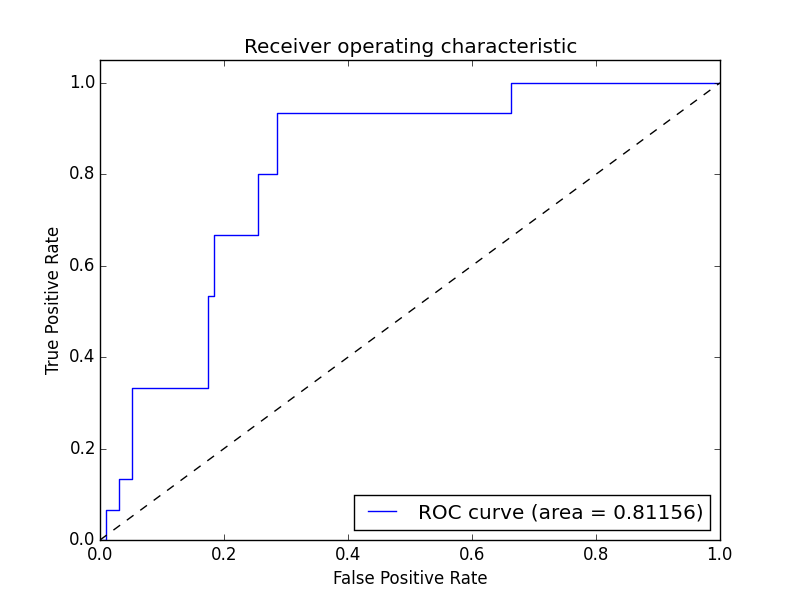 Receiver operating characteristic
1.0
0.8
0.6
0.4
0.2
0.0
True Positive Rate
ROC curve (area = 0.81156)
0.0 0.2 0.4 0.6 0.8 1.0
False Positive Rate